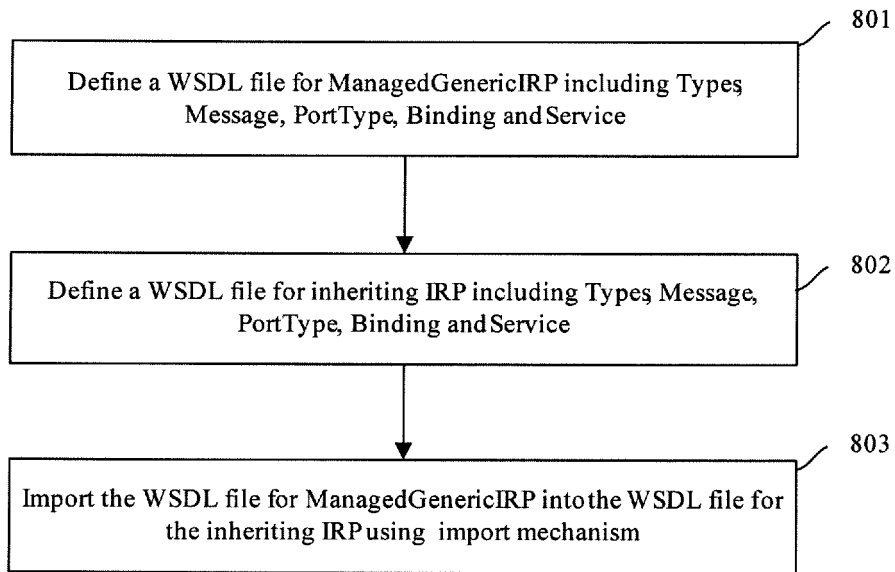 801
Define a WSDL file for ManagedGenericIRP including Types,
Message, PortType, Binding and Service
802
Define a WSDL file for inheriting IRP including Types, Message,
PortType, Binding and Service
803
Import the WSDL file for ManagedGenericIRP into the WSDL file for
the inheriting IRP using import mechanism